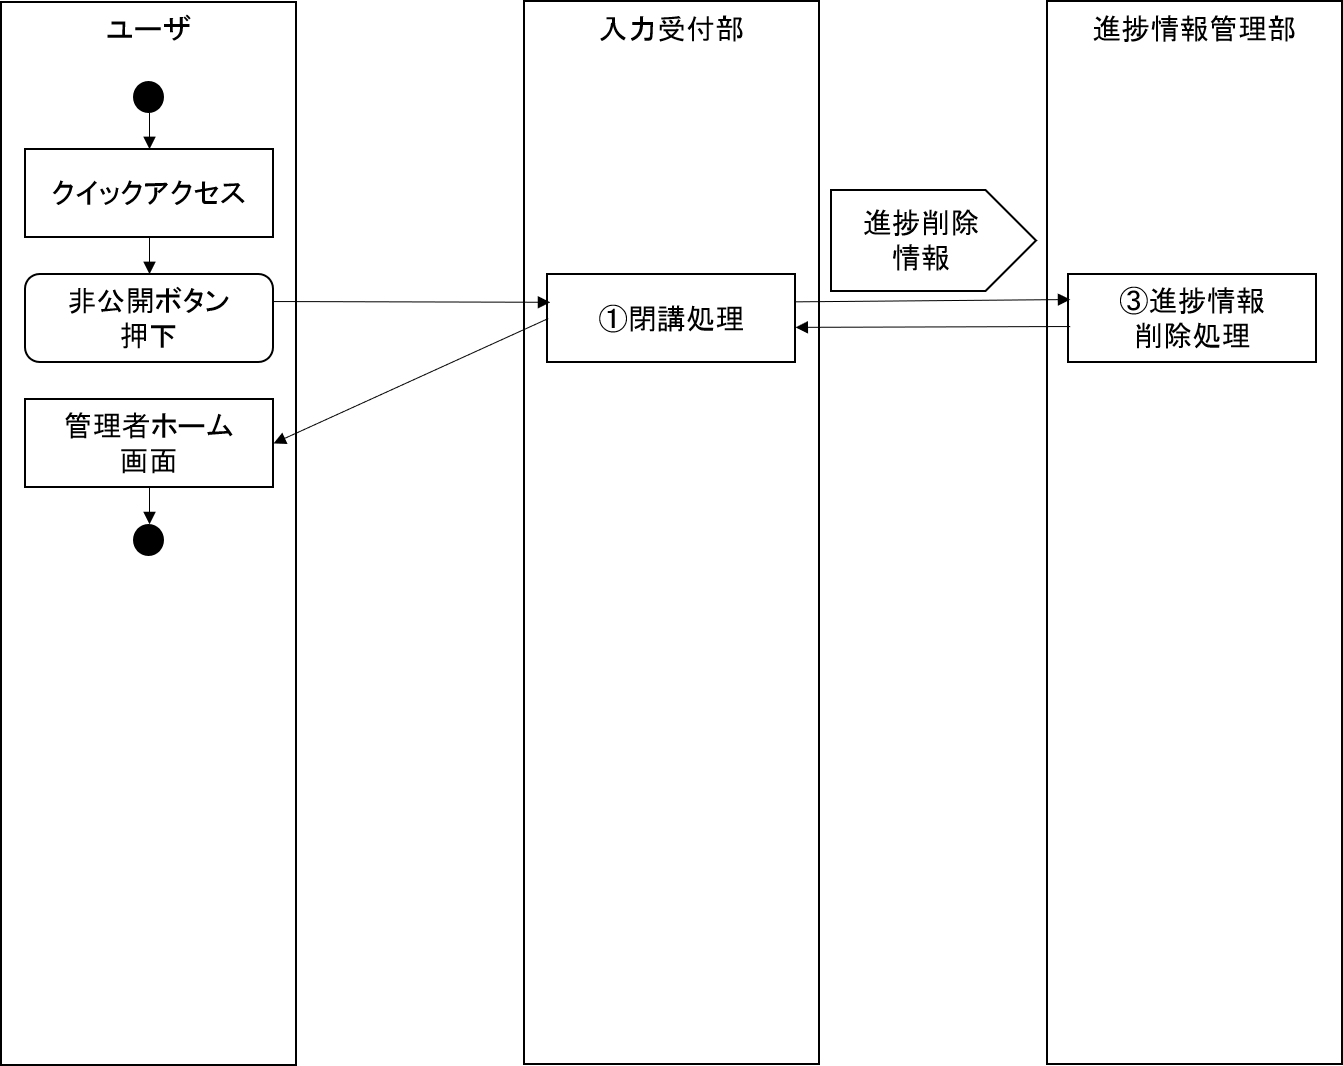 ユーザ
入力受付部
進捗情報管理部
クイックアクセス
進捗削除
情報
非公開ボタン
押下
①閉講処理
③進捗情報
削除処理
管理者ホーム
画面